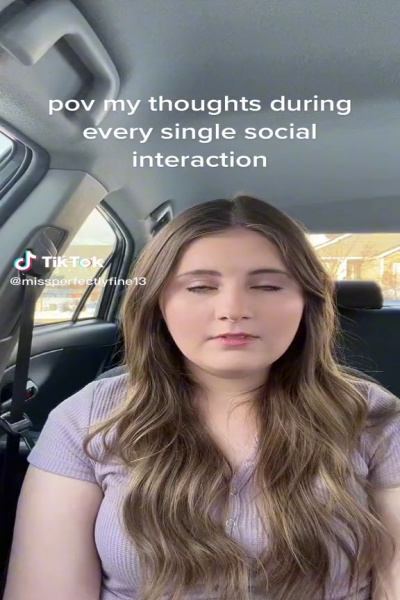 pov my thoughts during
every single social
interaction
TikTok
@missperfectlyfine13